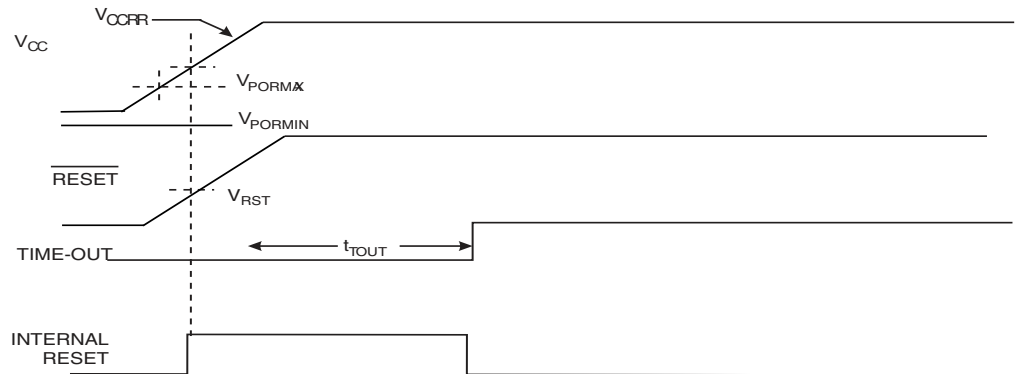 VCCRR
VCC
VPORMAX
VPORMIN
RESET
VRST
TIME-OUT
tTOUT
INTERNAL
RESET